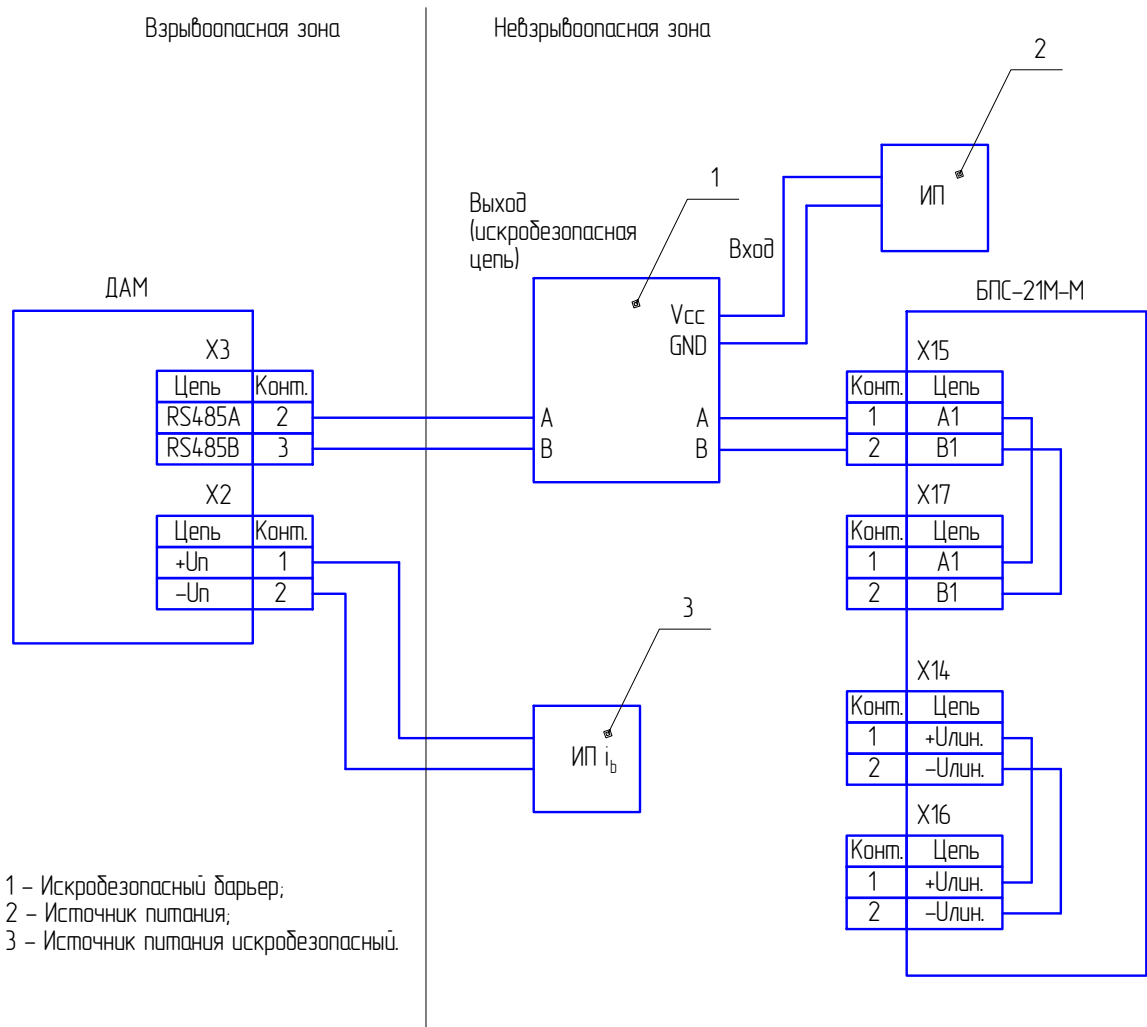 Взрывоопасная зона
Невзрывоопасная зона
2
ИП
1
Выход
(искробезопасная
цепь)
Вход
ДАМ
Vcc
GND
A
B
A
B
X3
Цепь Конт.
RS485A 2
RS485B 3
X2
Цепь Конт.
+Uп 1
–Uп 2
БПС–21М–М
X15
Конт. Цепь
1 A1
2 B1
X17
Конт. Цепь
1 A1
2 B1
3
ИП ib
X14
Конт. Цепь
1 +Uлин.
2 –Uлин.
X16
Конт. Цепь
1 +Uлин.
2 –Uлин.
1 – Искробезопасный барьер;
2 – Источник питания;
3 – Источник питания искробезопасный.